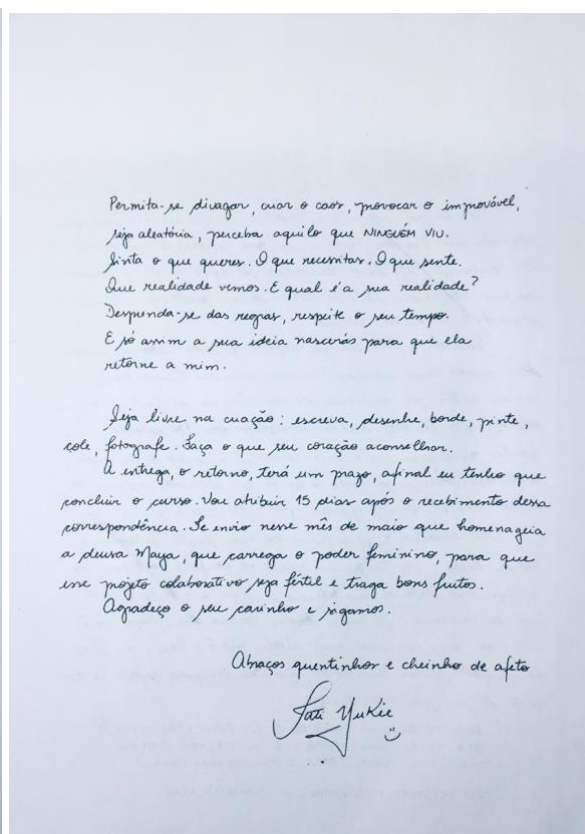 Permita-se divagar, criar o caos, provocar o improvável,
seja aleatória, perceba aquilo que NINGUÉM VIU.
Sinta o que queres. O que necessitas. O que sente.
Que realidade vemos. E qual é a sua realidade?
Desprenda-se das regras, respeite o seu tempo.
E só assim a sua ideia nascerás para que ela
retorne a mim.
Seja livre na criação: escreva, desenhe, borde, pinte,
cole, fotografe. Faça o que seu coração aconselhar.
A entrega, o retorno, terá um prazo, afinal eu tenho que
concluir o curso. Vou atribuir 15 dias após o recebimento dessa
correspondência. Te envio nesse mês de maio que homenageia
a deusa Maya, que carrega o poder feminino, para que
esse projeto colaborativo seja fértil e traga bons frutos.
Agradeço o seu carinho e sigamos.
Abraços quentinhos e cheinho de afeto
Yukie